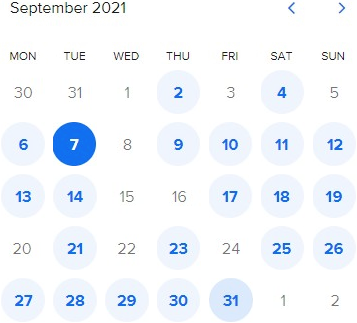 September 2021
MON TUE WED THU FRI SAT SUN
30 31 1 2 3 4 5
6 7 8 9 10 11 12
13 14 15 16 17 18 19
20 21 22 23 24 25 26
27 28 29 30 31 1 2